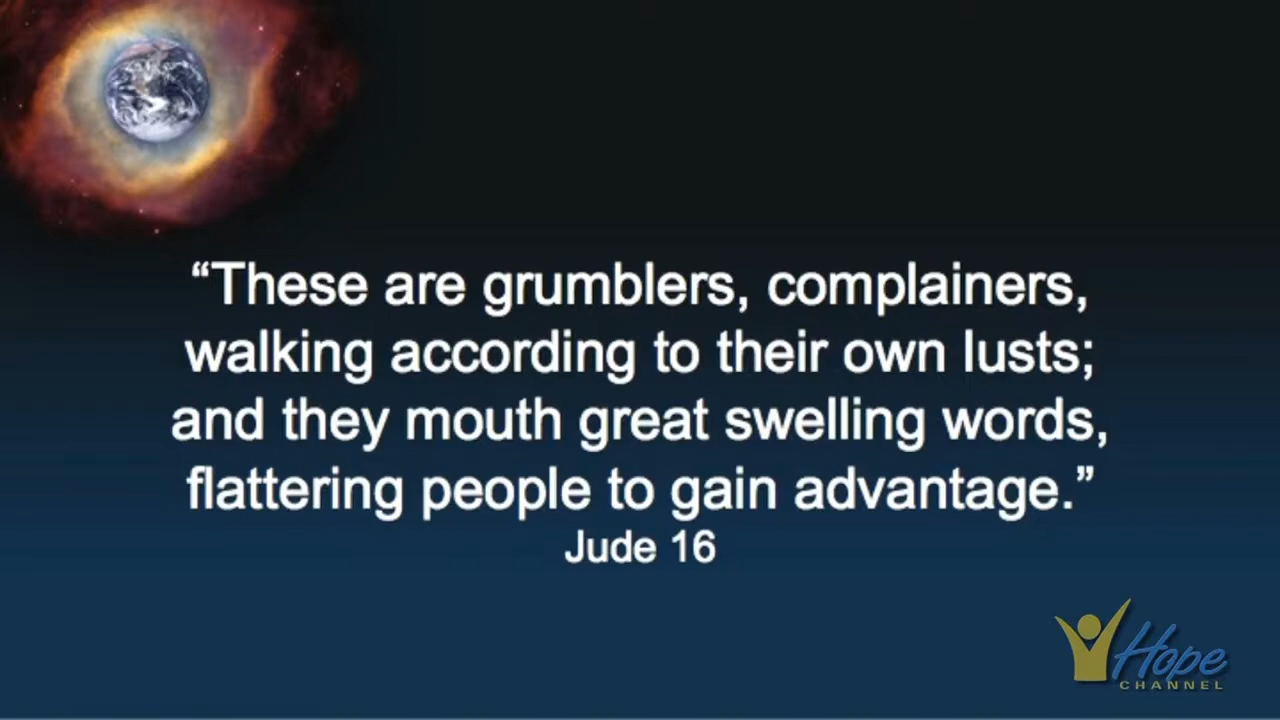 “These are grumblers, complainers,
walking according to their own lusts;
and they mouth great swelling words,
flattering people to gain advantage.”
Jude 16
Hope
CHANNEL